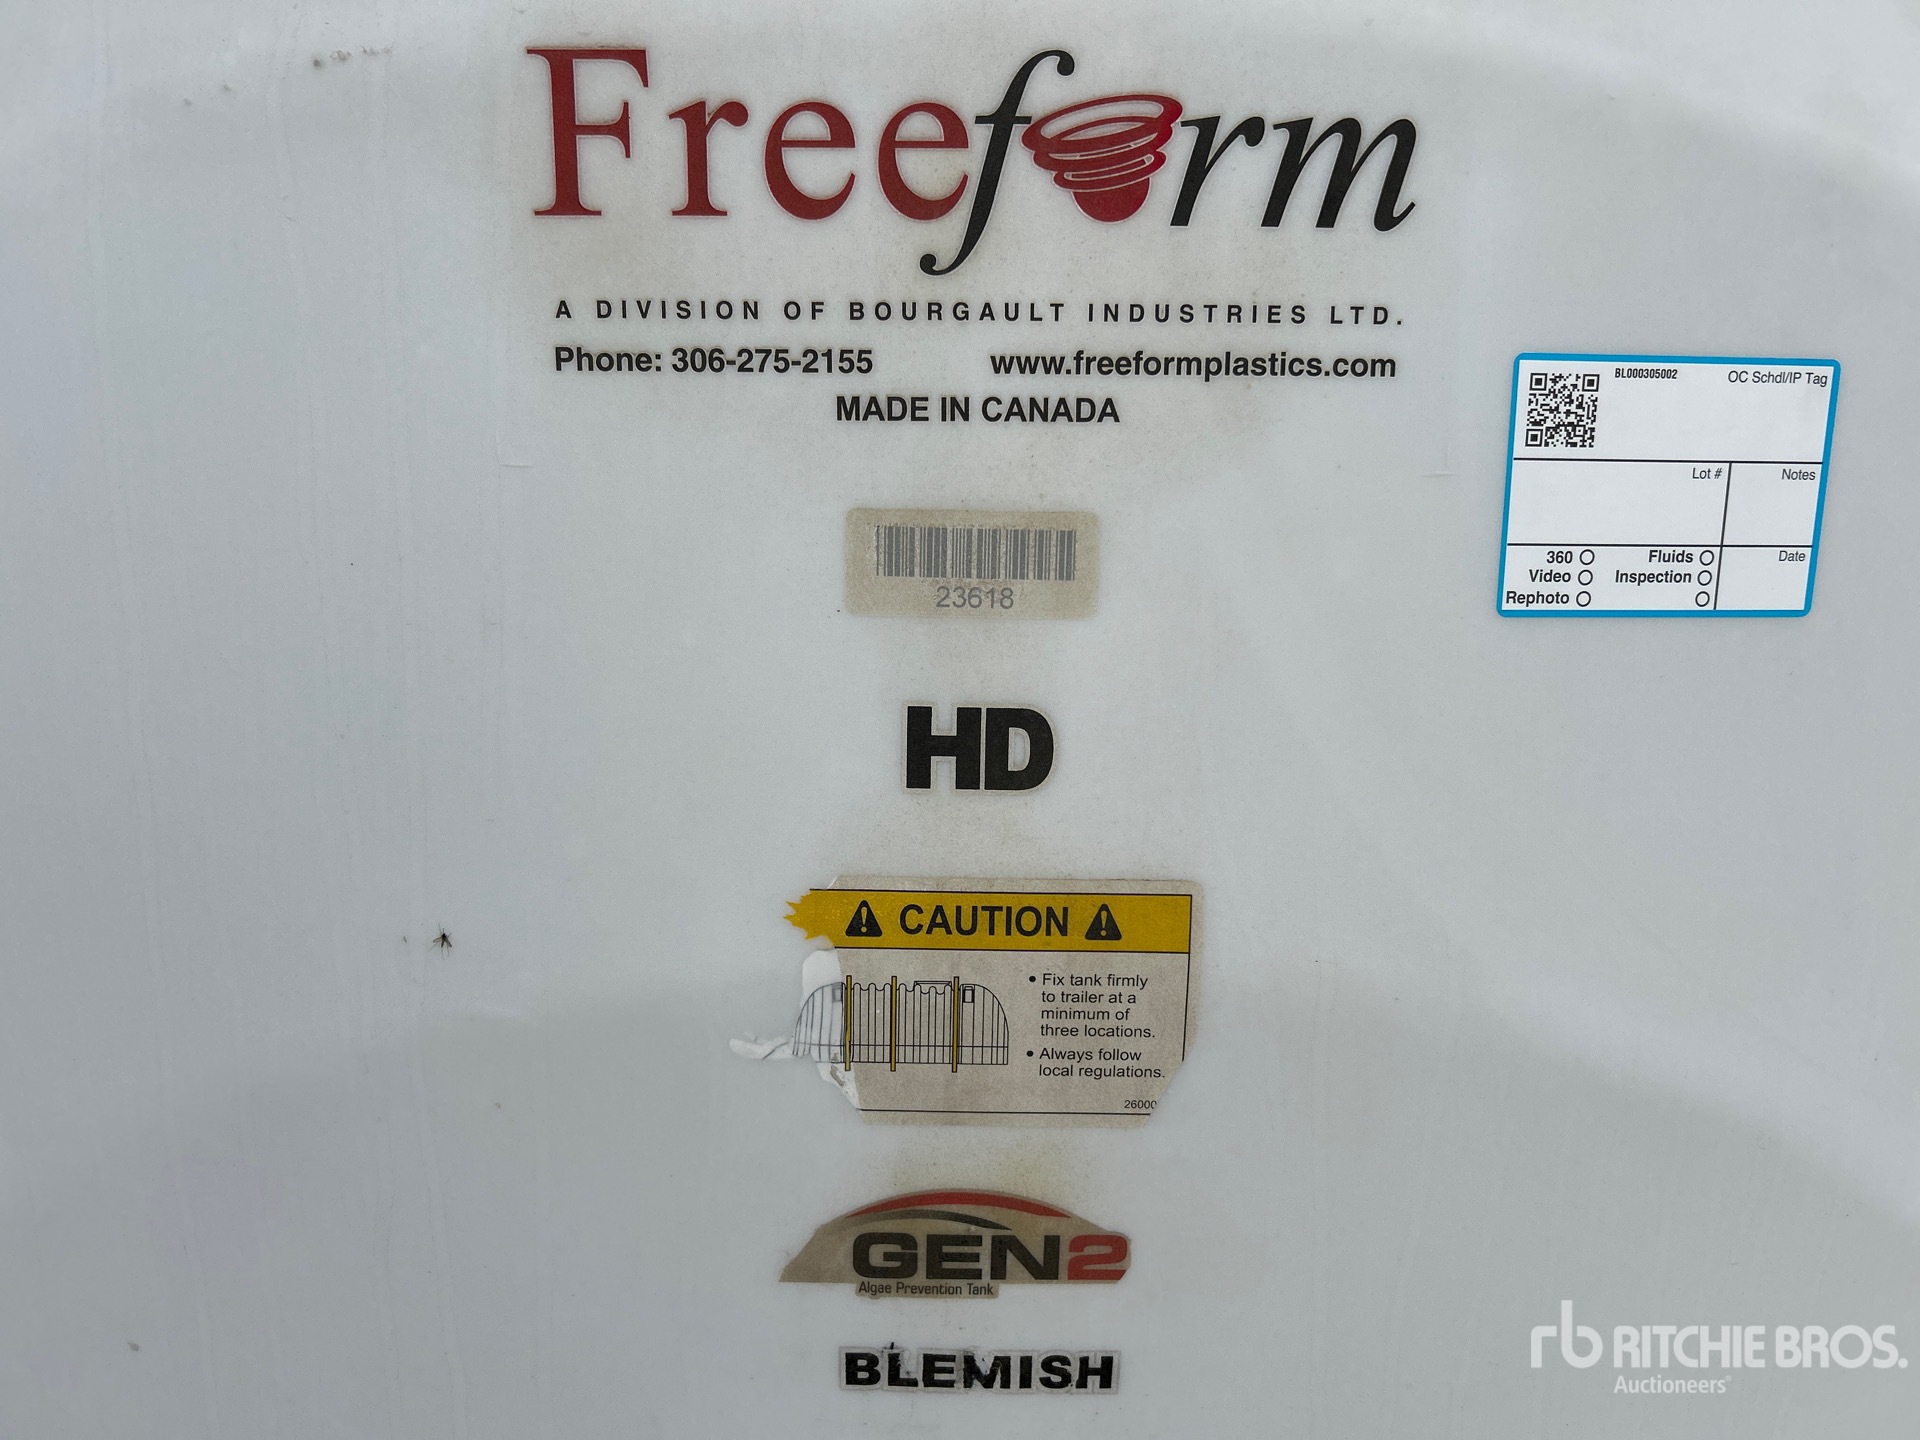 Freeform
A DIVISION OF BOURGAULT INDUSTRIES LTD.
Phone: 306-275-2155 www.freeformplastics.com
MADE IN CANADA
BL000305002 OC Schdl/IP Tag
Lot # Notes
360 Fluids Date
Video Inspection
Rephoto
23618
HD
CAUTION
• Fix tank firmly
to trailer at a
minimum of
three locations.
• Always follow
local regulations.
26000
GEN2
Algae Prevention Tank
BLEMISH
rb RITCHIE BROS.
Auctioneers